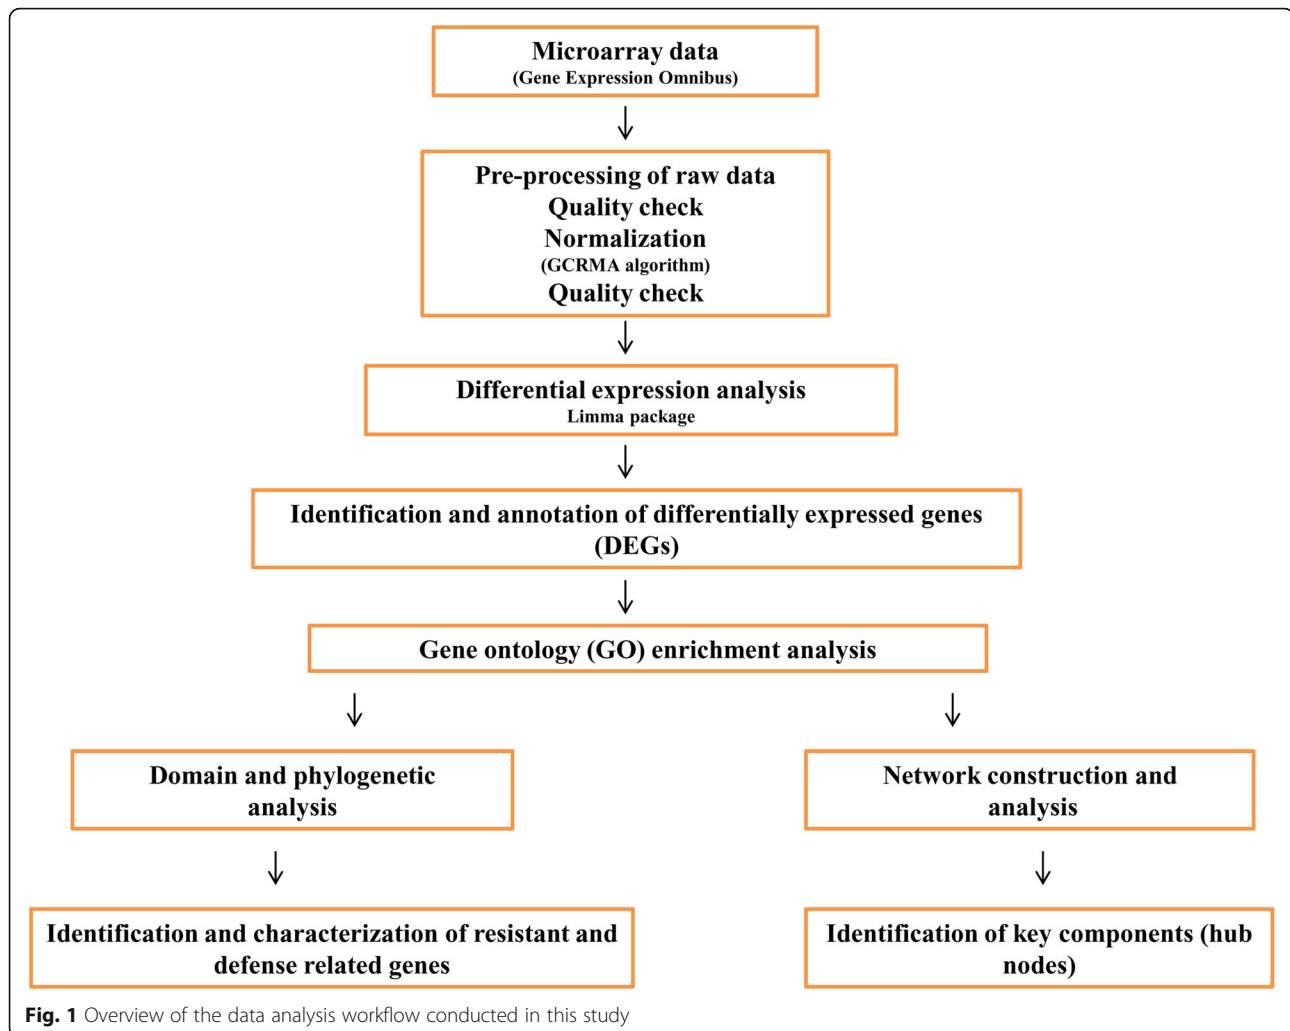 Microarray data
(Gene Expression Omnibus)
Pre-processing of raw data
Quality check
Normalization
(GCRMA algorithm)
Quality check
Differential expression analysis
Limma package
Identification and annotation of differentially expressed genes
(DEGs)
Gene ontology (GO) enrichment analysis
Domain and phylogenetic
analysis
Network construction and
analysis
Identification and characterization of resistant and
defense related genes
Identification of key components (hub
nodes)
Fig. 1 Overview of the data analysis workflow conducted in this study